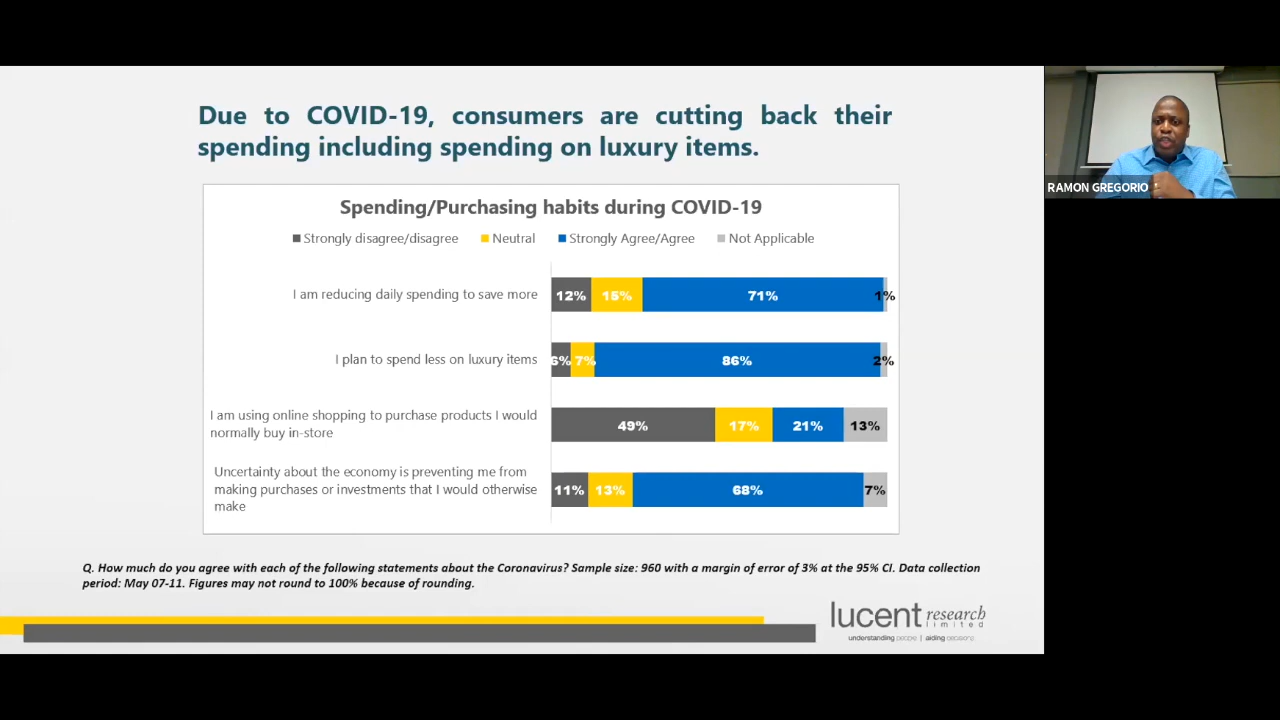 Due to COVID-19, consumers are cutting back their
spending including spending on luxury items.
Spending/Purchasing habits during COVID-19
Strongly disagree/disagree Neutral Strongly Agree/Agree Not Applicable
I am reducing daily spending to save more 12% 15% 71% 1%
I plan to spend less on luxury items 6% 7% 86% 2%
I am using online shopping to purchase products I would
normally buy in-store
49% 17% 21% 13%
Uncertainty about the economy is preventing me from
making purchases or investments that I would otherwise
make
11% 13% 68% 7%
Q. How much do you agree with each of the following statements about the Coronavirus? Sample size: 960 with a margin of error of 3% at the 95% CI. Data collection
period: May 07-11. Figures may not round to 100% because of rounding.
lucent research
limited
understanding people | aiding decisions
RAMON GREGORIO